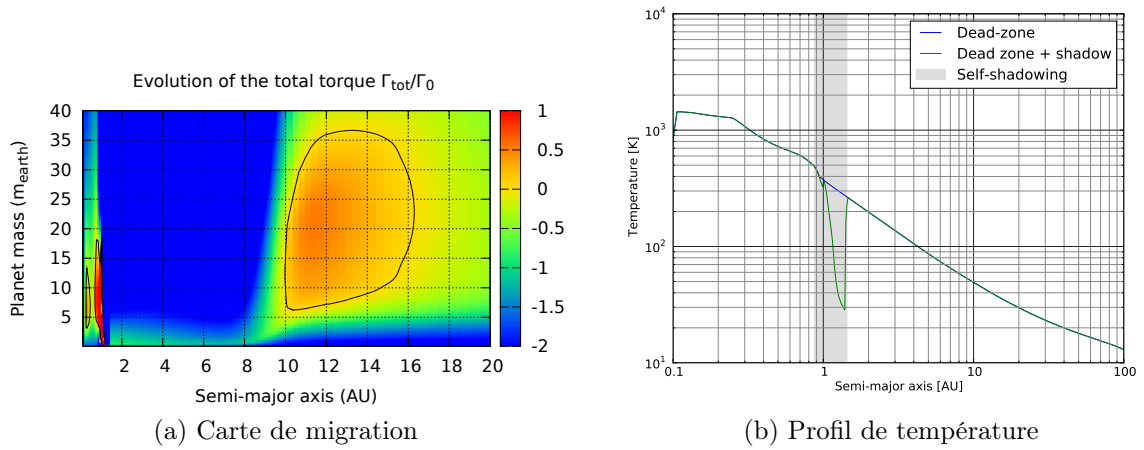 Evolution of the total torque Γtot/Γ0
Planet mass (mearth)
40
35
30
25
20
15
10
5
2 4 6 8 10 12 14 16 18 20
Semi-major axis (AU)
1
0.5
0
-0.5
-1
-1.5
-2
(a) Carte de migration
Dead-zone
Dead zone + shadow
Self-shadowing
Temperature [K]
10^4
10^3
10^2
10^1
0.1 1 10 100
Semi-major axis [AU]
(b) Profil de température